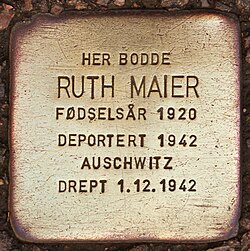 HER BODDE
RUTH MAIER
FØDSELSÅR 1920
DEPORTERT 1942
AUSCHWITZ
DREPT 1.12.1942